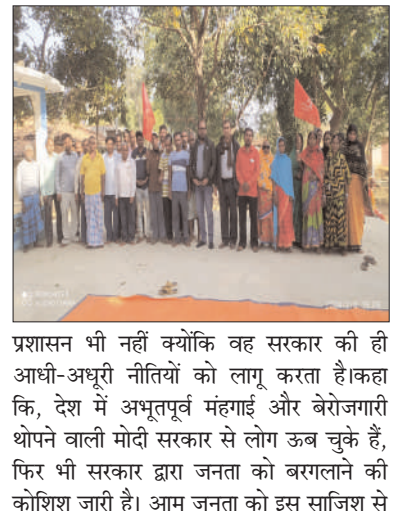 प्रशासन भी नहीं क्योंकि वह सरकार की ही
आधी-अधूरी नीतियों को लागू करता है।कहा
कि, देश में अभूतपूर्व मंहगाई और बेरोजगारी
थोपने वाली मोदी सरकार से लोग ऊब चुके हैं,
फिर भी सरकार द्वारा जनता को बरगलाने की
कोशिश जारी है। आम जनता को इस साजिश से